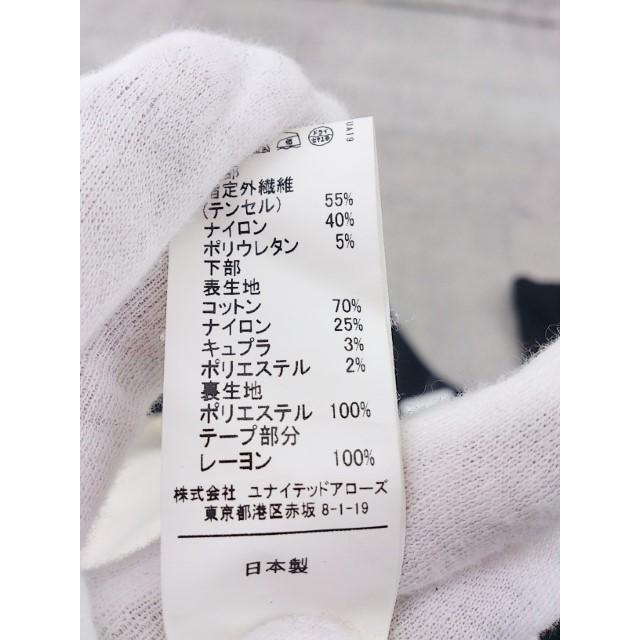 UA19
ドライ
部
指定外繊維
(テンセル) 55%
ナイロン 40%
ポリウレタン 5%
下部
表生地
コットン 70%
ナイロン 25%
キュプラ 3%
ポリエステル 2%
裏生地
ポリエステル 100%
テープ部分
レーヨン 100%
株式会社 ユナイテッドアローズ
東京都港区赤坂 8-1-19
日本製